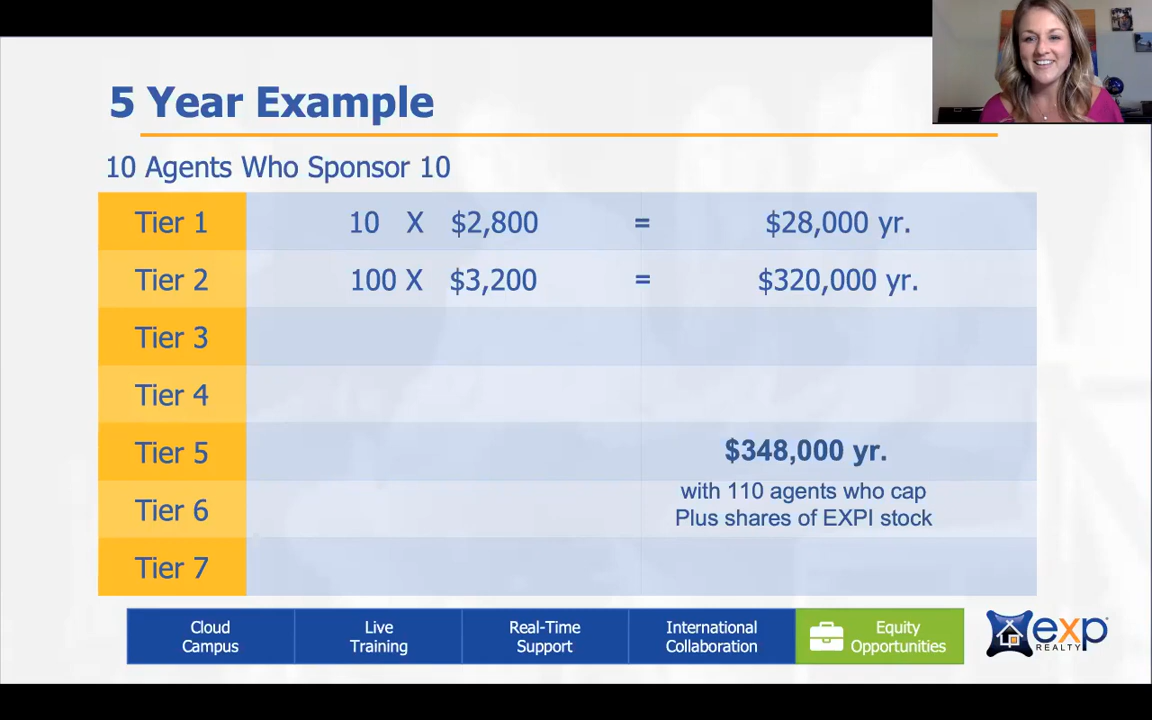 5 Year Example
10 Agents Who Sponsor 10
Tier 1 10 X $2,800 = $28,000 yr.
Tier 2 100 X $3,200 = $320,000 yr.
Tier 3
Tier 4
Tier 5 $348,000 yr.
with 110 agents who cap
Tier 6
Plus shares of EXPI stock
Tier 7
Cloud
Campus
Live
Training
Real-Time
Support
International
Collaboration
Equity
Opportunities
exp
REALTY